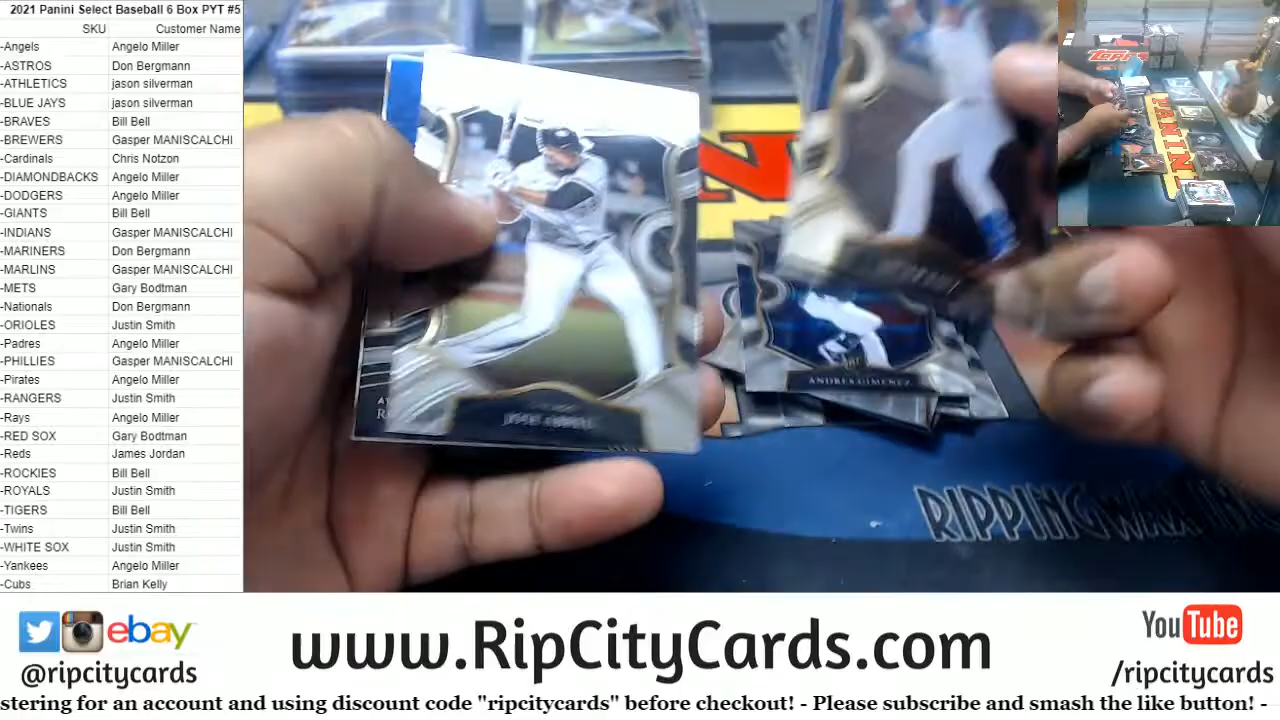 2021 Panini Select Baseball 6 Box PYT #5
SKU Customer Name
-Angels Angelo Miller
-ASTROS Don Bergmann
-ATHLETICS jason silverman
-BLUE JAYS jason silverman
-BRAVES Bill Bell
-BREWERS Gasper MANISCALCHI
-Cardinals Chris Notzon
-DIAMONDBACKS Angelo Miller
-DODGERS Angelo Miller
-GIANTS Bill Bell
-INDIANS Gasper MANISCALCHI
-MARINERS Don Bergmann
-MARLINS Gasper MANISCALCHI
-METS Gary Bodtman
-Nationals Don Bergmann
-ORIOLES Justin Smith
-Padres Angelo Miller
-PHILLIES Gasper MANISCALCHI
-Pirates Angelo Miller
-RANGERS Justin Smith
-Rays Angelo Miller
-RED SOX Gary Bodtman
-Reds James Jordan
-ROCKIES Bill Bell
-ROYALS Justin Smith
-TIGERS Bill Bell
-Twins Justin Smith
-WHITE SOX Justin Smith
-Yankees Angelo Miller
-Cubs Brian Kelly
topps
PANINI
ANDRES GIMENEZ
RIPPINGWAX
ebay
@ripcitycards
www.RipCityCards.com
YouTube
/ripcitycards
stering for an account and using discount code "ripcitycards" before checkout! - Please subscribe and smash the like button! -